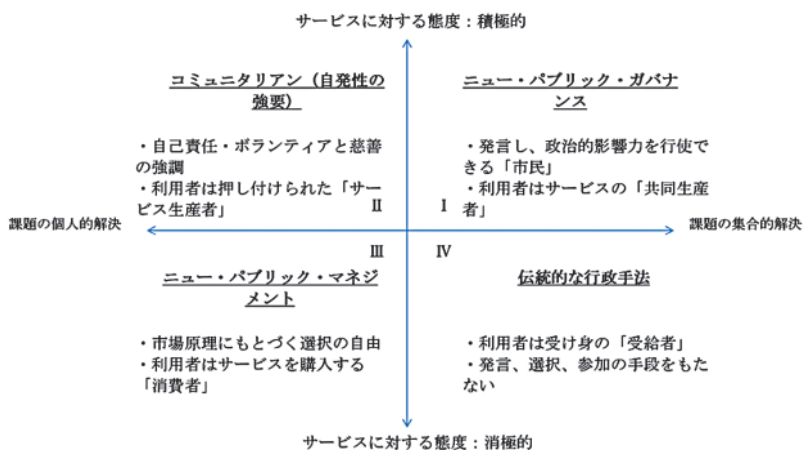 サービスに対する態度：積極的
コミュニタリアン（自発性の
強要）
・自己責任・ボランティアと慈善
の強調
・利用者は押し付けられた「サー
ビス生産者」
II
ニュー・パブリック・ガバナ
ンス
・発言し、政治的影響力を行使で
きる「市民」
・利用者はサービスの「共同生産
者」
I
課題の個人的解決
課題の集合的解決
III
ニュー・パブリック・マネジ
メント
・市場原理にもとづく選択の自由
・利用者はサービスを購入する
「消費者」
IV
伝統的な行政手法
・利用者は受け身の「受給者」
・発言、選択、参加の手段をもた
ない
サービスに対する態度：消極的